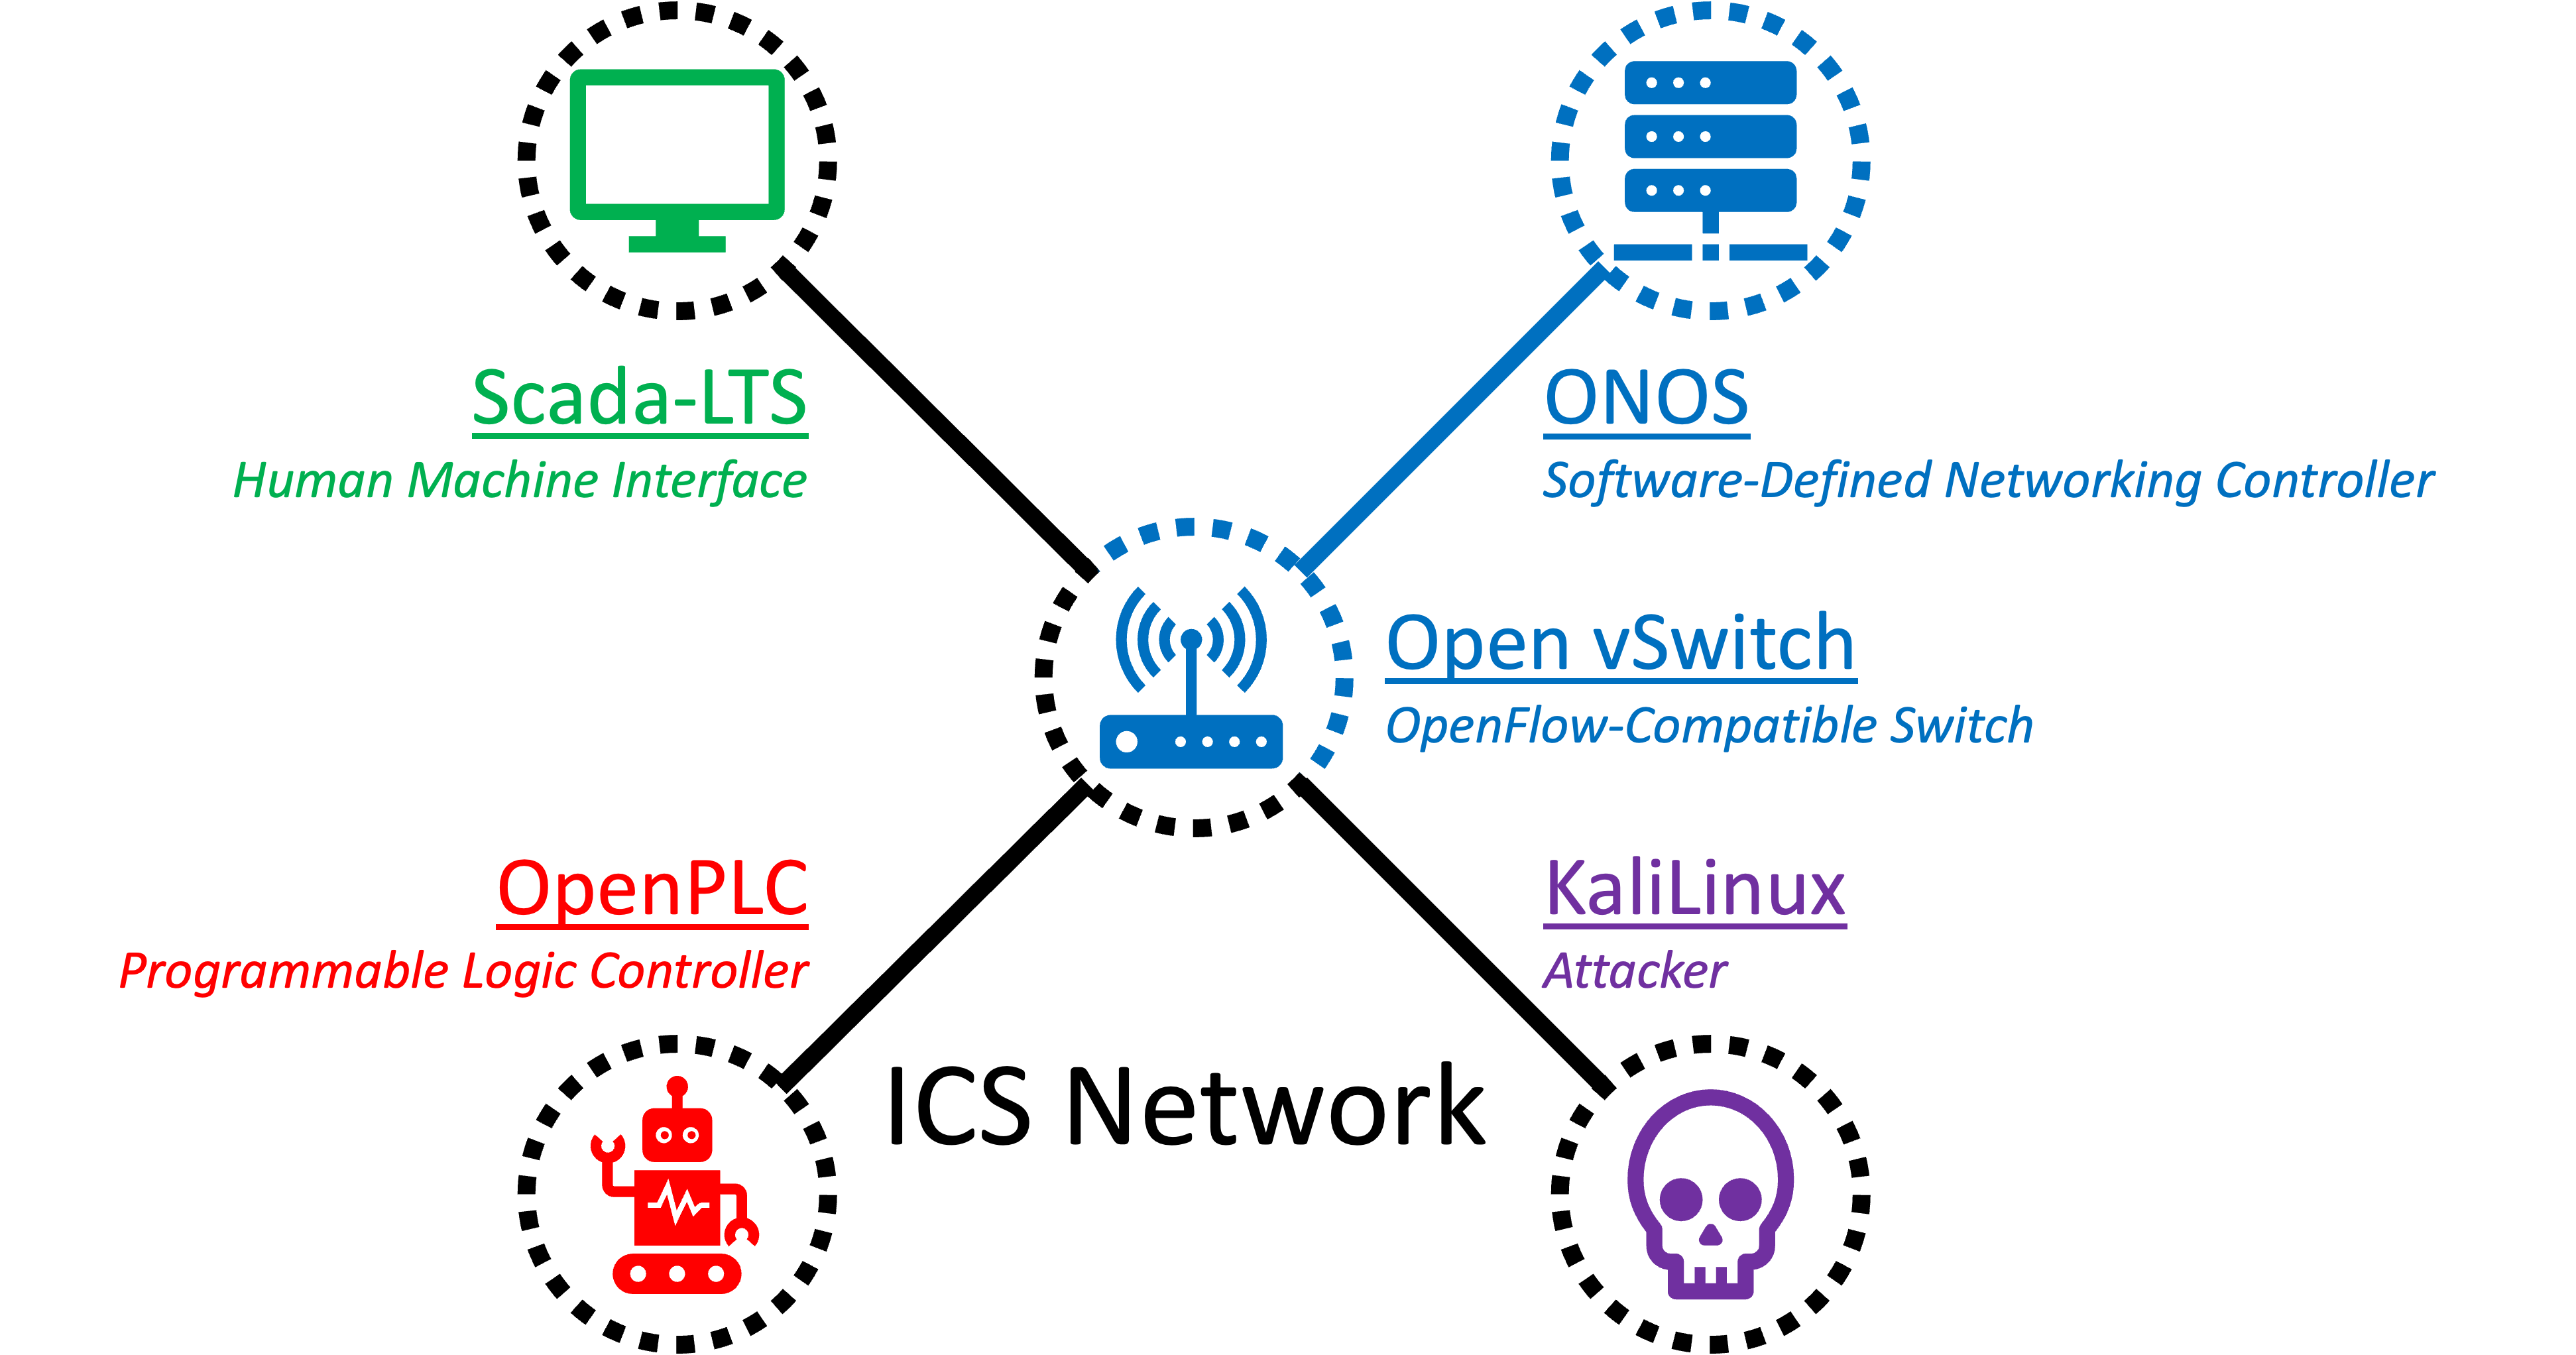 Scada-LTS
Human Machine Interface
ONOS
Software-Defined Networking Controller
Open vSwitch
OpenFlow-Compatible Switch
OpenPLC
Programmable Logic Controller
KaliLinux
Attacker
ICS Network